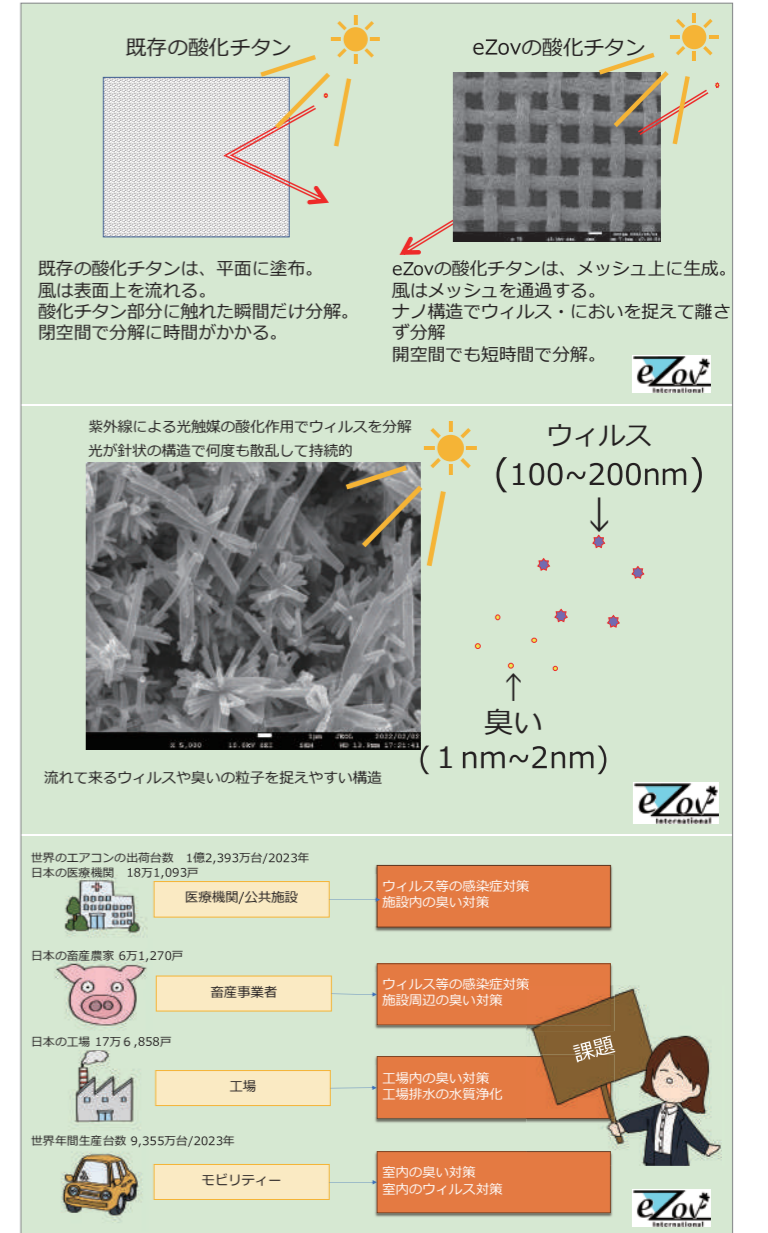 既存の酸化チタン
eZovの酸化チタン
既存の酸化チタンは、平面に塗布。
風は表面上を流れる。
酸化チタン部分に触れた瞬間だけ分解。
閉空間で分解に時間がかかる。
eZovの酸化チタンは、メッシュ上に生成。
風はメッシュを通過する。
ナノ構造でウィルス・においを捉えて離さ
ず分解
開空間でも短時間で分解。
eZov
International
紫外線による光触媒の酸化作用でウィルスを分解
光が針状の構造で何度も散乱して持続的
ウィルス
(100~200nm)
↓
↑
臭い
(１nm~2nm)
1μm JEOL 2022/02/02
X 5,000 15.0kV SEI SEM WD 13.9mm 17:21:41
流れて来るウィルスや臭いの粒子を捉えやすい構造
eZov
International
世界のエアコンの出荷台数 1億2,393万台/2023年
日本の医療機関 18万1,093戸
医療機関/公共施設
ウィルス等の感染症対策
施設内の臭い対策
日本の畜産農家 6万1,270戸
畜産事業者
ウィルス等の感染症対策
施設周辺の臭い対策
課題
日本の工場 17万６,858戸
工場
工場内の臭い対策
工場排水の水質浄化
世界年間生産台数 9,355万台/2023年
モビリティー
室内の臭い対策
室内のウィルス対策
eZov
International